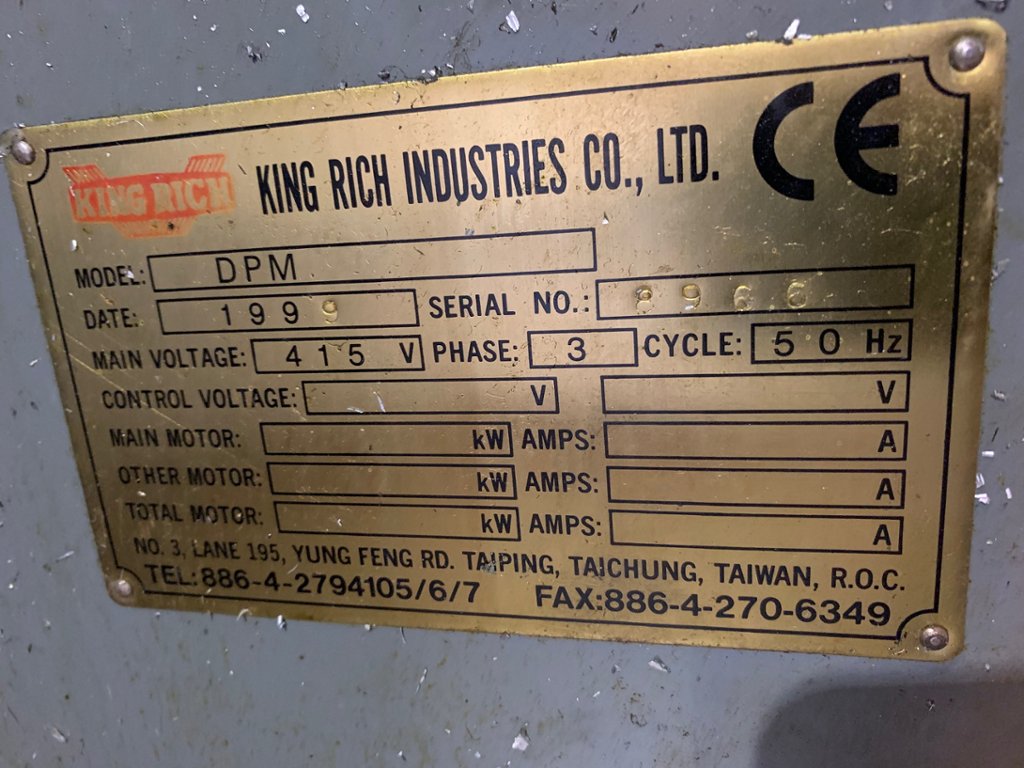 KING RICH KING RICH INDUSTRIES CO., LTD. CE
MODEL: DPM
DATE: 1999 SERIAL NO.: 8966
MAIN VOLTAGE: 415 V PHASE: 3 CYCLE: 50 Hz
CONTROL VOLTAGE: V V
MAIN MOTOR: kW AMPS: A
OTHER MOTOR: kW AMPS: A
TOTAL MOTOR: kW AMPS: A
NO. 3, LANE 195, YUNG FENG RD. TAIPING, TAICHUNG, TAIWAN, R.O.C.
TEL:886-4-2794105/6/7 FAX:886-4-270-6349